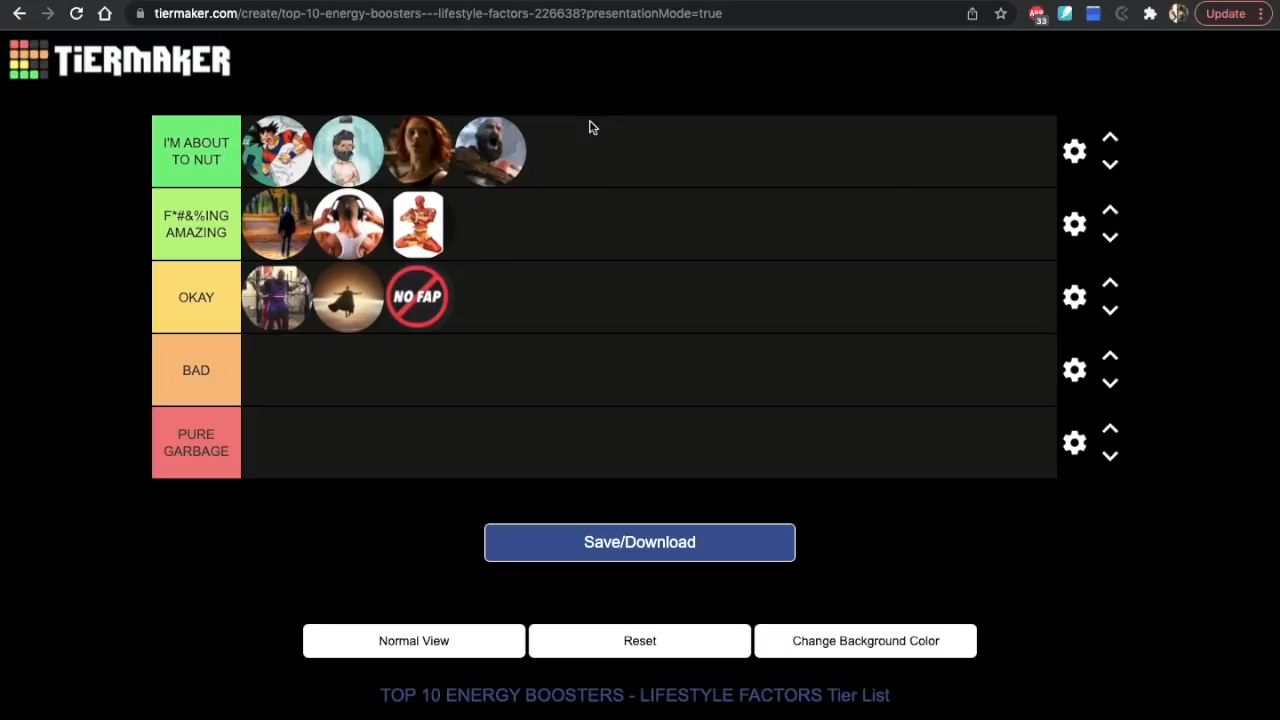 tiermaker.com/create/top-10-energy-boosters---lifestyle-factors-226638?presentationMode=true
33
Update
TiERMAKER
I'M ABOUT
TO NUT
F*#&%ING
AMAZING
OKAY
NO FAP
BAD
PURE
GARBAGE
Save/Download
Normal View
Reset
Change Background Color
TOP 10 ENERGY BOOSTERS - LIFESTYLE FACTORS Tier List